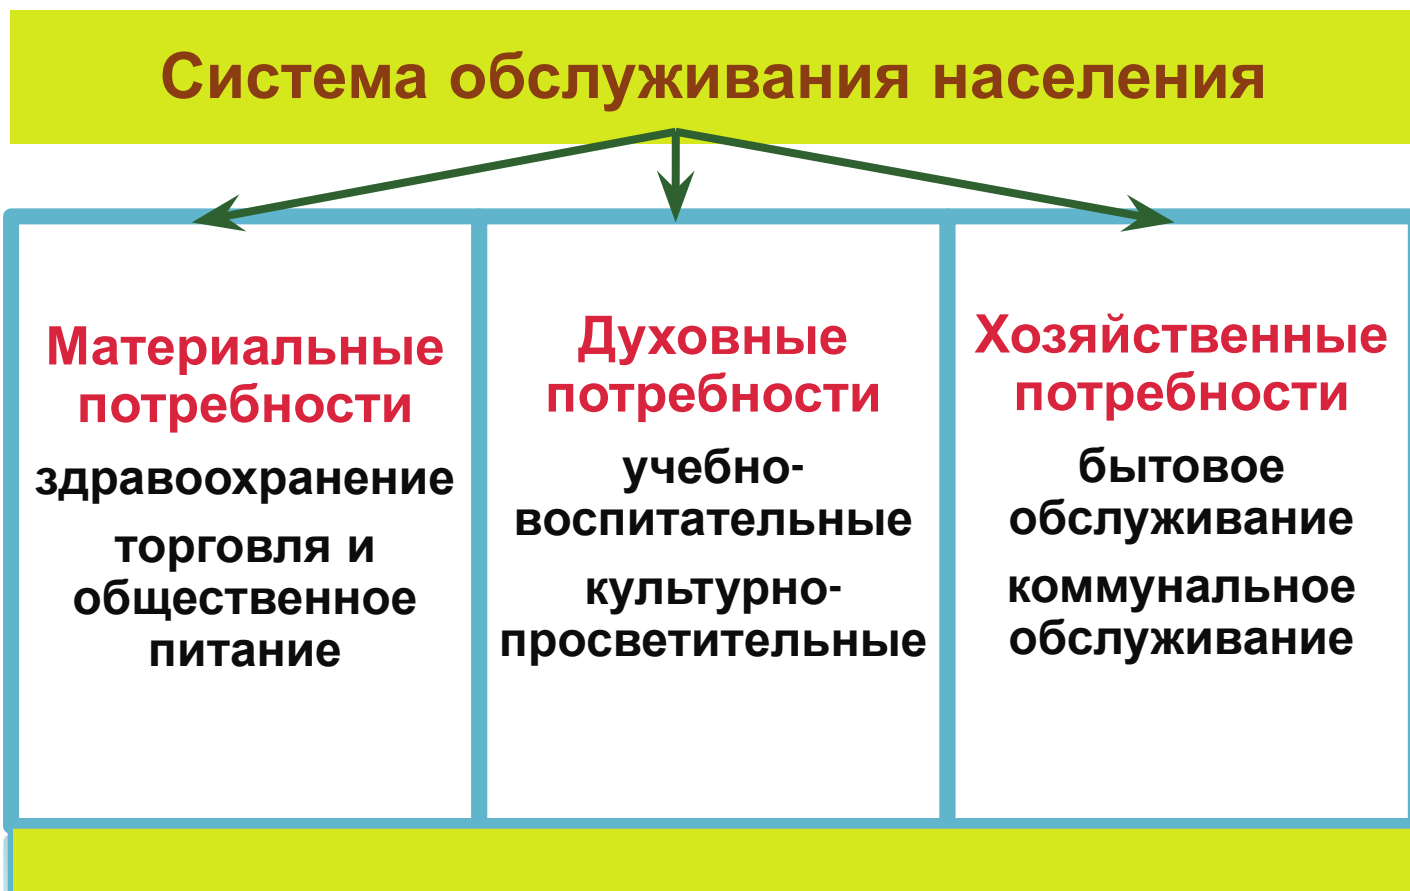 Система обслуживания населения
Материальные
потребности
здравоохранение
торговля и
общественное
питание
Духовные
потребности
учебно-
воспитательные
культурно-
просветительные
Хозяйственные
потребности
бытовое
обслуживание
коммунальное
обслуживание